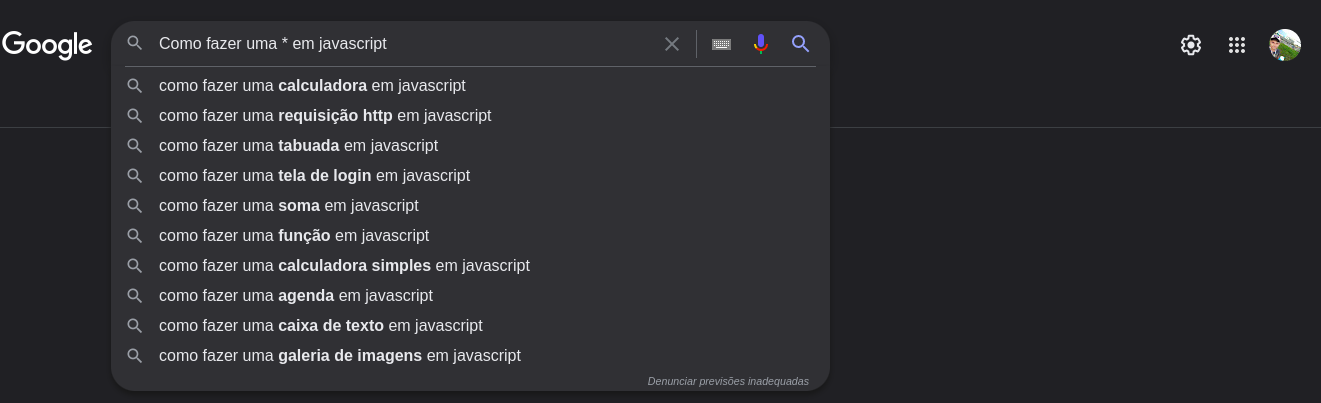 Google
Como fazer uma * em javascript
como fazer uma calculadora em javascript
como fazer uma requisição http em javascript
como fazer uma tabuada em javascript
como fazer uma tela de login em javascript
como fazer uma soma em javascript
como fazer uma função em javascript
como fazer uma calculadora simples em javascript
como fazer uma agenda em javascript
como fazer uma caixa de texto em javascript
como fazer uma galeria de imagens em javascript
Denunciar previsões inadequadas